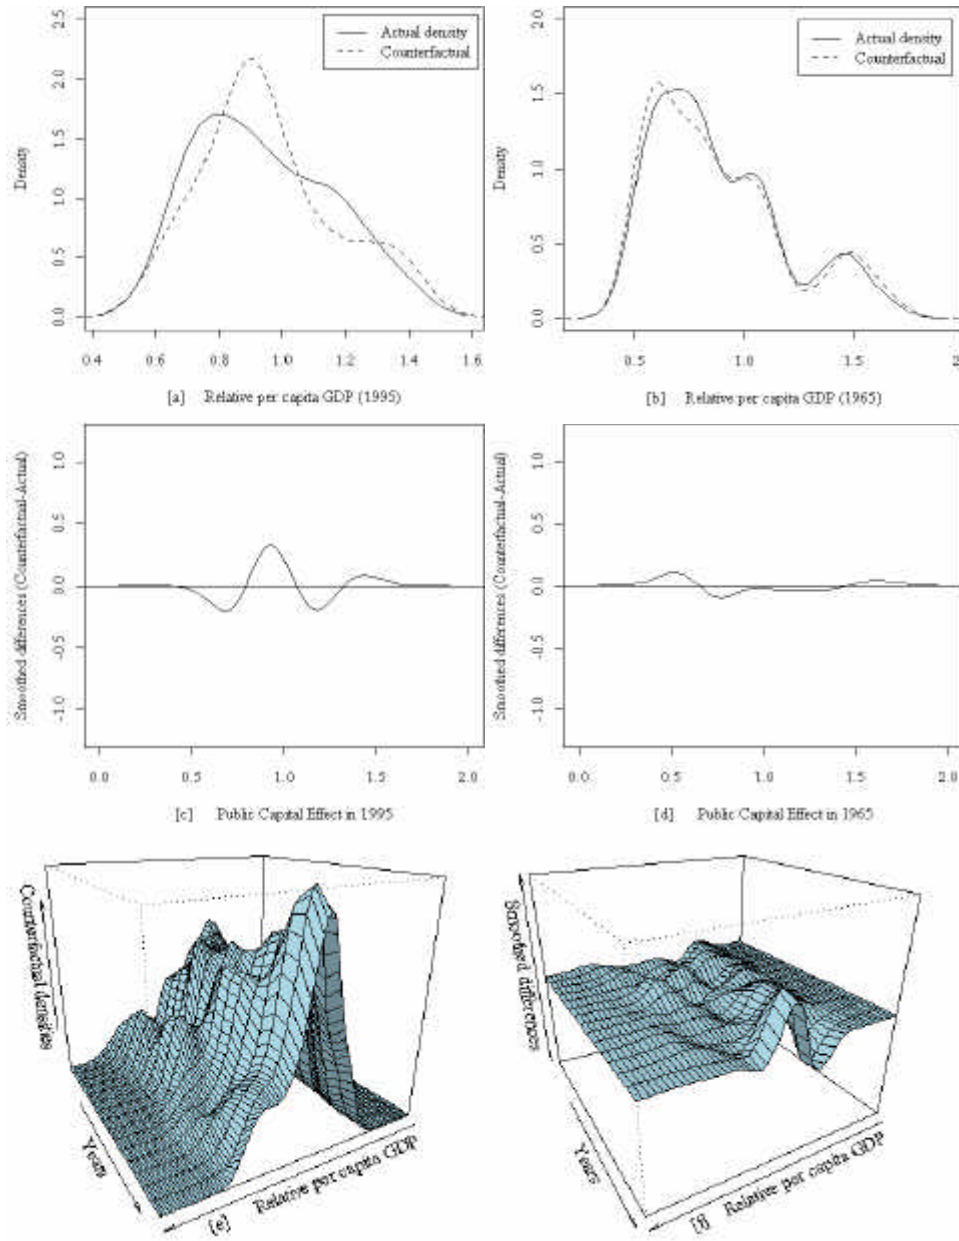 Actual density
Counterfactual
2.5
2.0
1.5
1.0
0.5
0.0
Density
0.4 0.6 0.8 1.0 1.2 1.4 1.6
[a] Relative per capita GDP (1995)
Actual density
Counterfactual
2.0
1.5
1.0
0.5
0.0
Density
0.5 1.0 1.5 2
[b] Relative per capita GDP (1965)
Smoothed differences (Counterfactual-Actual)
1.0
0.5
0.0
-0.5
-1.0
0.0 0.5 1.0 1.5 2.0
[c] Public Capital Effect in 1995
Smoothed differences (Counterfactual-Actual)
1.0
0.5
0.0
-0.5
-1.0
0.0 0.5 1.0 1.5 2.0
[d] Public Capital Effect in 1965
Counterfactual densities
Years
[e] Relative per capita GDP
Smoothed differences
Years
[f] Relative per capita GDP